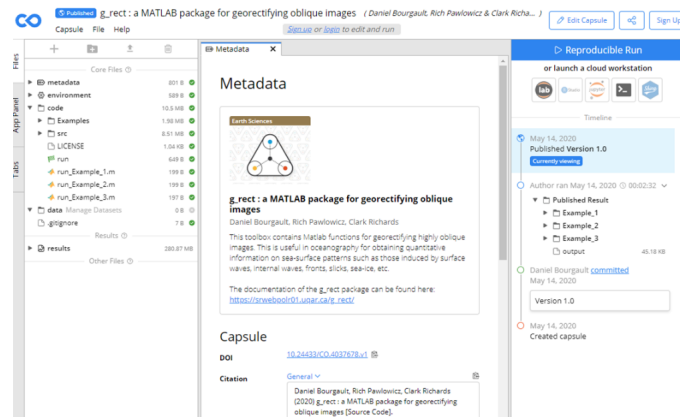 Published g_rect : a MATLAB package for georectifying oblique images ( Daniel Bourgault, Rich Pawlowicz & Clark Richa... )
Edit Capsule
Sign Up
Capsule File Help
Sign up or login to edit and run
Files
App Panel
Tabs
Core Files
metadata 801 B
environment 589 B
code 10.5 MB
Examples 1.98 MB
src 8.51 MB
LICENSE 1.04 KB
run 649 B
run_Example_1.m 199 B
run_Example_2.m 199 B
run_Example_3.m 197 B
data Manage Datasets 0 B
.gitignore 7 B
Results
results 280.87 MB
Other Files
Metadata
Metadata
Earth Sciences
g_rect : a MATLAB package for georectifying oblique
images
Daniel Bourgault, Rich Pawlowicz, Clark Richards
This toolbox contains Matlab functions for georectifying highly oblique
images. This is useful in oceanography for obtaining quantitative
information on sea-surface patterns such as those induced by surface
waves, internal waves, fronts, slicks, sea-ice, etc.
The documentation of the g_rect package can be found here:
https://srwebpolr01.uqar.ca/g_rect/
Capsule
DOI 10.24433/CO.4037678.v1
Citation General
Daniel Bourgault, Rich Pawlowicz, Clark Richards
(2020) g_rect : a MATLAB package for georectifying
oblique images [Source Code].
Reproducible Run
or launch a cloud workstation
lab
Timeline
May 14, 2020
Published Version 1.0
Currently viewing
Author ran May 14, 2020 00:02:32
Published Result
Example_1
Example_2
Example_3
output 45.18 KB
Daniel Bourgault committed
May 14, 2020
Version 1.0
May 14, 2020
Created capsule